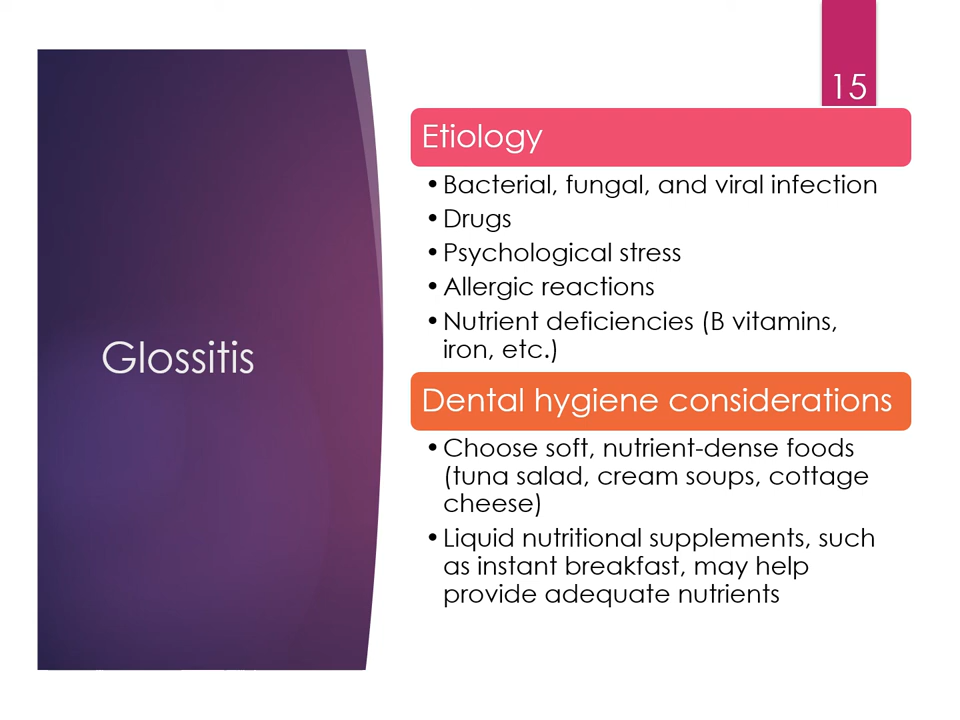 15
Glossitis
Etiology
• Bacterial, fungal, and viral infection
• Drugs
• Psychological stress
• Allergic reactions
• Nutrient deficiencies (B vitamins,
iron, etc.)
Dental hygiene considerations
• Choose soft, nutrient-dense foods
(tuna salad, cream soups, cottage
cheese)
• Liquid nutritional supplements, such
as instant breakfast, may help
provide adequate nutrients